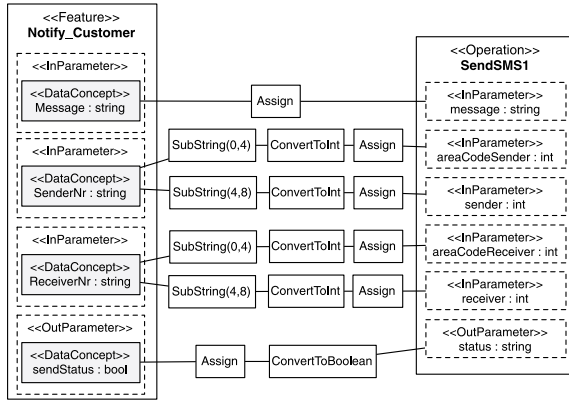 <<Feature>>
Notify_Customer
<<InParameter>>
<<DataConcept>>
Message : string
<<InParameter>>
<<DataConcept>>
SenderNr : string
<<InParameter>>
<<DataConcept>>
ReceiverNr : string
<<OutParameter>>
<<DataConcept>>
sendStatus : bool
Assign
SubString(0,4) ConvertToInt Assign
SubString(4,8) ConvertToInt Assign
SubString(0,4) ConvertToInt Assign
SubString(4,8) ConvertToInt Assign
Assign ConvertToBoolean
<<Operation>>
SendSMS1
<<InParameter>>
message : string
<<InParameter>>
areaCodeSender : int
<<InParameter>>
sender : int
<<InParameter>>
areaCodeReceiver : int
<<InParameter>>
receiver : int
<<OutParameter>>
status : string